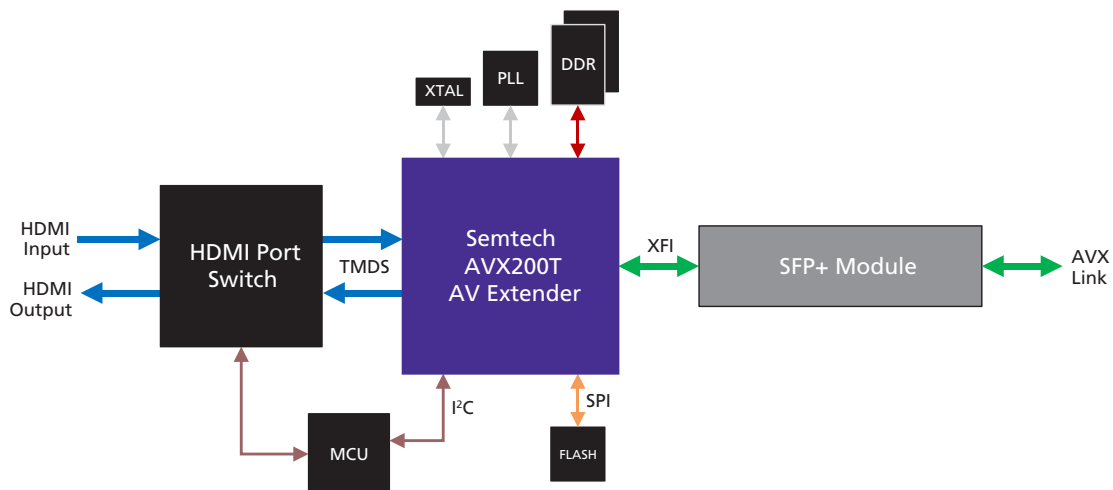 XTAL
PLL
DDR
HDMI
Input
HDMI
Output
HDMI Port
Switch
TMDS
Semtech
AVX200T
AV Extender
XFI
SFP+ Module
AVX
Link
I²C
SPI
MCU
FLASH